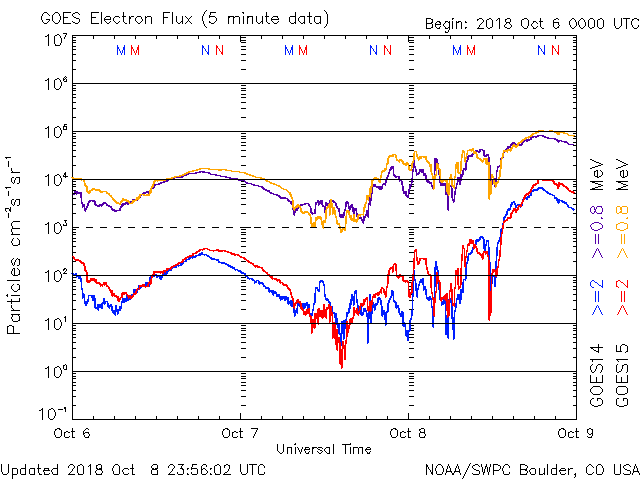 GOES Electron Flux (5 minute data)
Begin: 2018 Oct 6 0000 UTC
10⁷
M M N N M M N N M M N N
10⁶
10⁵
10⁴
10³
10²
10¹
10⁰
10⁻¹
Particles cm⁻²s⁻¹sr⁻¹
Oct 6 Oct 7 Oct 8 Oct 9
Universal Time
GOES14 >=2 >=0.8 MeV
GOES15 >=2 >=0.8 MeV
Updated 2018 Oct 8 23:56:02 UTC
NOAA/SWPC Boulder, CO USA